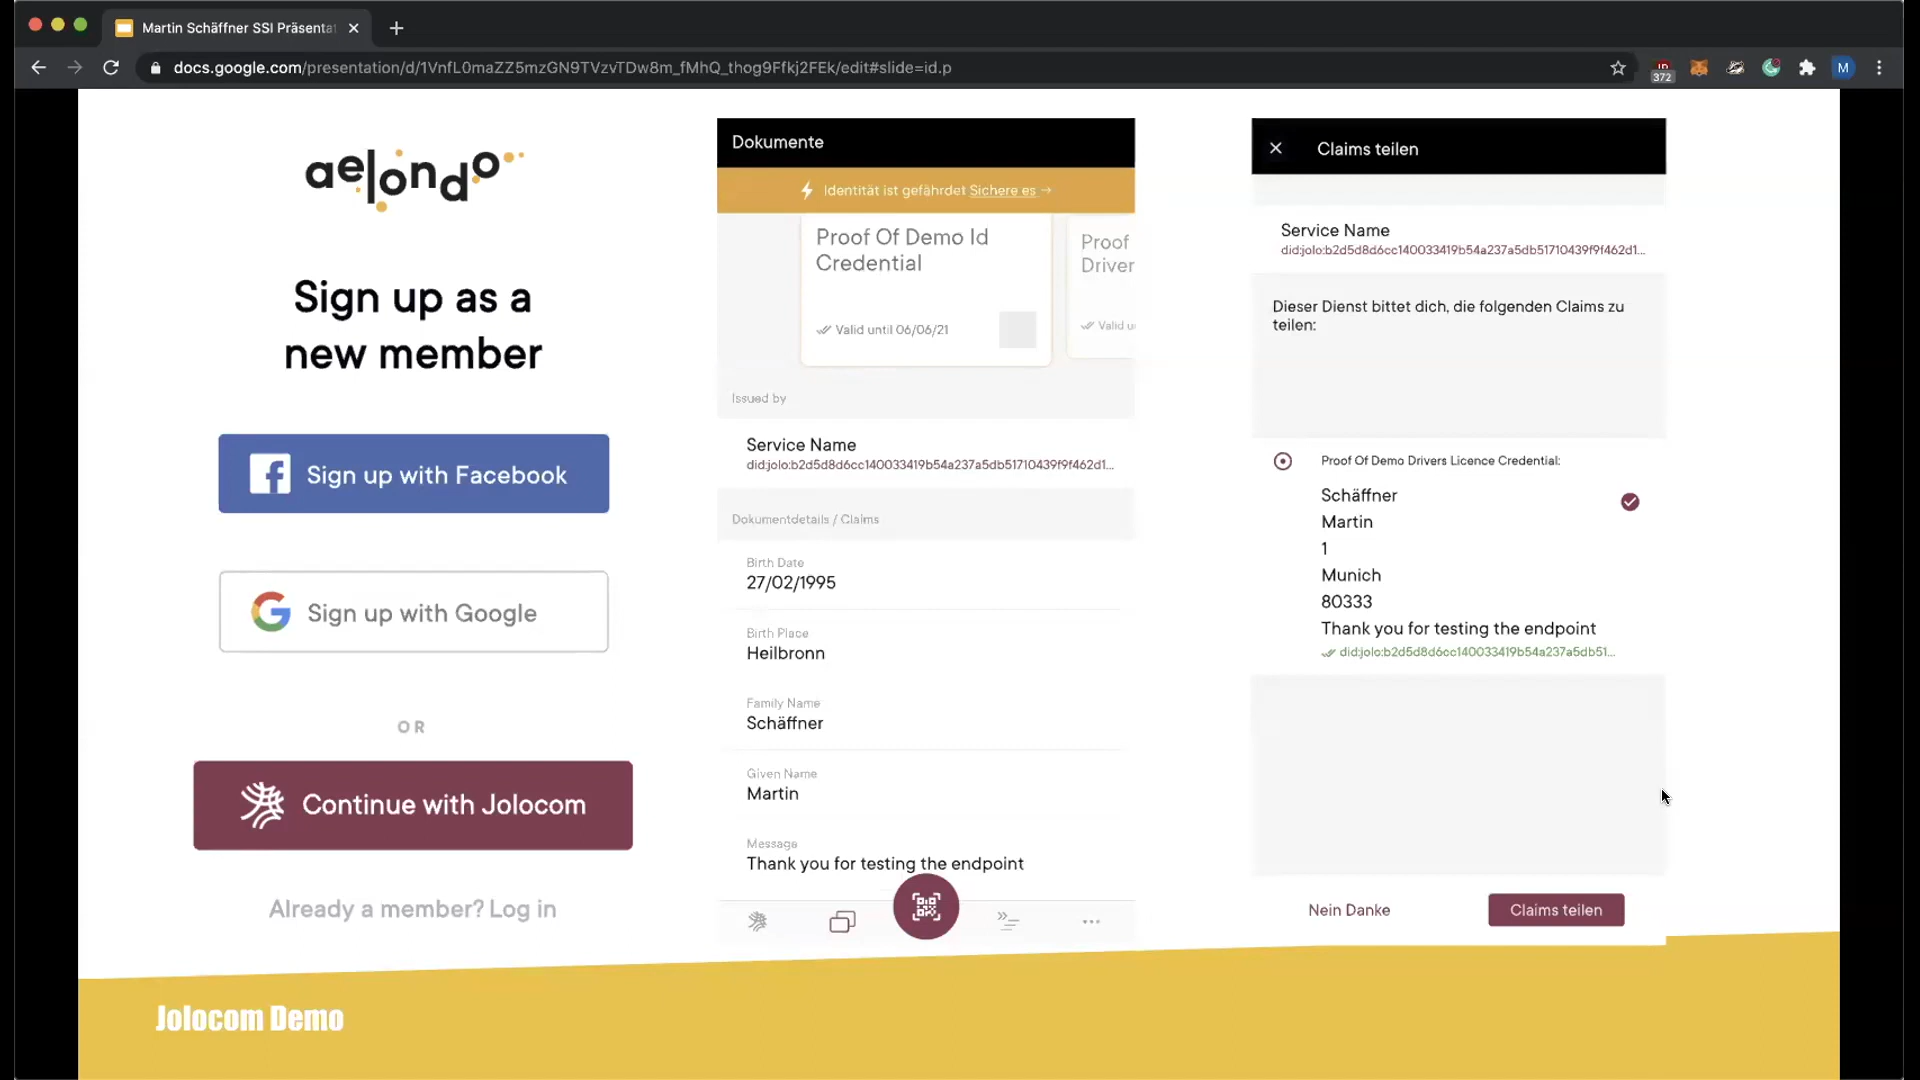 Martin Schäffner SSI Präsenta
docs.google.com/presentation/d/1VnfL0maZZ5mzGN9TVzvTDw8m_fMhQ_thog9Ffkj2FEk/edit#slide=id.p
372
M
aelondo
Sign up as a
new member
Sign up with Facebook
Sign up with Google
OR
Continue with Jolocom
Already a member? Log in
Dokumente
Identität ist gefährdet Sichere es →
Proof Of Demo Id
Credential
Valid until 06/06/21
Proof
Driver
Valid u
Issued by
Service Name
did:jolo:b2d5d8d6cc140033419b54a237a5db51710439f9f462d1...
Dokumentdetails / Claims
Birth Date
27/02/1995
Birth Place
Heilbronn
Family Name
Schäffner
Given Name
Martin
Message
Thank you for testing the endpoint
Claims teilen
Service Name
did:jolo:b2d5d8d6cc140033419b54a237a5db51710439f9f462d1...
Dieser Dienst bittet dich, die folgenden Claims zu
teilen:
Proof Of Demo Drivers Licence Credential:
Schäffner
Martin
1
Munich
80333
Thank you for testing the endpoint
did:jolo:b2d5d8d6cc140033419b54a237a5db51...
Nein Danke
Claims teilen
Jolocom Demo